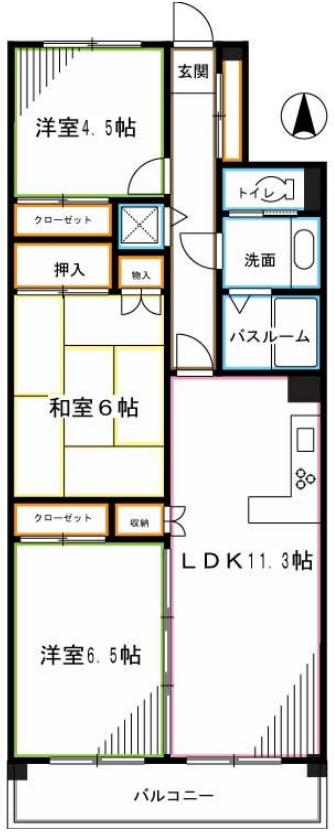 玄関
洋室4.5帖
トイレ
クローゼット
洗面
押入
物入
バスルーム
和室6帖
クローゼット
収納
LDK11.3帖
洋室6.5帖
バルコニー